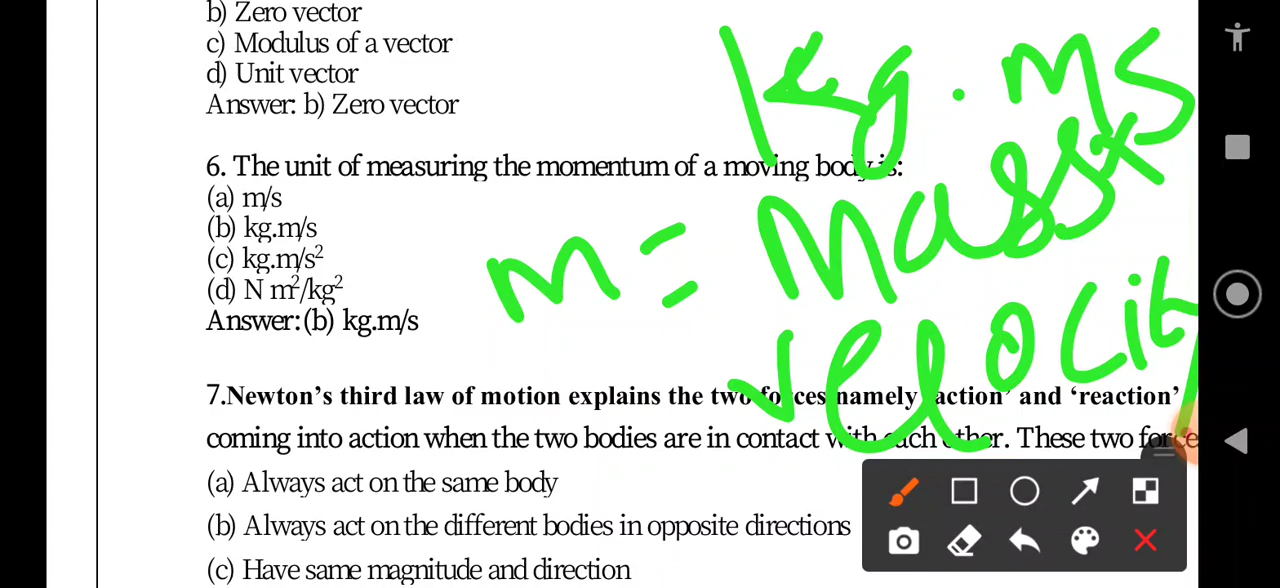 b) Zero vector
c) Modulus of a vector
d) Unit vector
Answer: b) Zero vector
kg.ms
6. The unit of measuring the momentum of a moving body is:
(a) m/s
(b) kg.m/s
(c) kg.m/s²
(d) N m²/kg²
Answer:(b) kg.m/s
m = mass×
velocity
7.Newton’s third law of motion explains the two forces namely ‘action’ and ‘reaction’
coming into action when the two bodies are in contact with each other. These two force
(a) Always act on the same body
(b) Always act on the different bodies in opposite directions
(c) Have same magnitude and direction